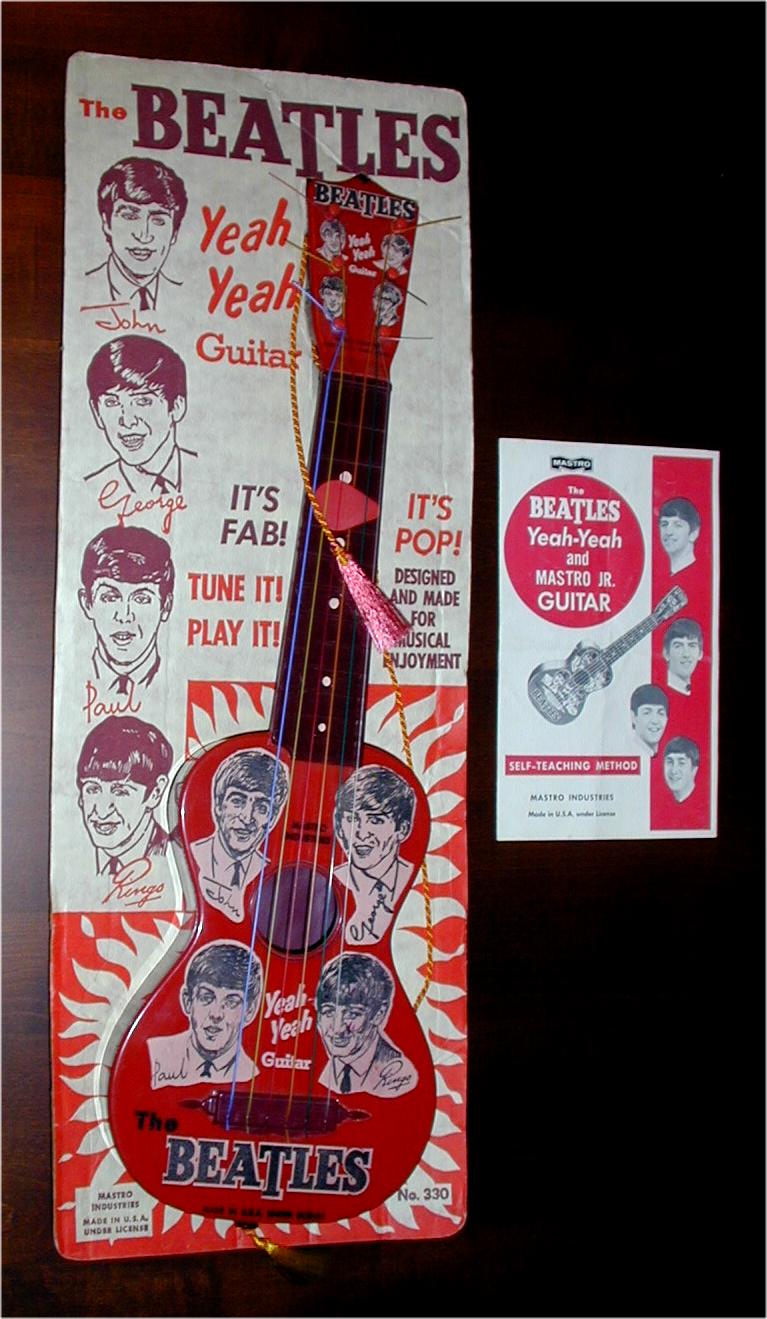 The BEATLES
John
Yeah
Yeah
Guitar
George
IT'S
FAB!
TUNE IT!
PLAY IT!
IT'S
POP!
DESIGNED
AND MADE
FOR
MUSICAL
ENJOYMENT
Paul
Ringo
BEATLES
Yeah
Yeah
Guitar
John
George
Paul
Yeah-
Yeah
Guitar
Ringo
The
BEATLES
No. 330
MASTRO
INDUSTRIES
MADE IN U.S.A.
UNDER LICENSE
MASTRO
The
BEATLES
Yeah-Yeah
and
MASTRO JR.
GUITAR
BEATLES
SELF-TEACHING METHOD
MASTRO INDUSTRIES
Made in U.S.A. under License